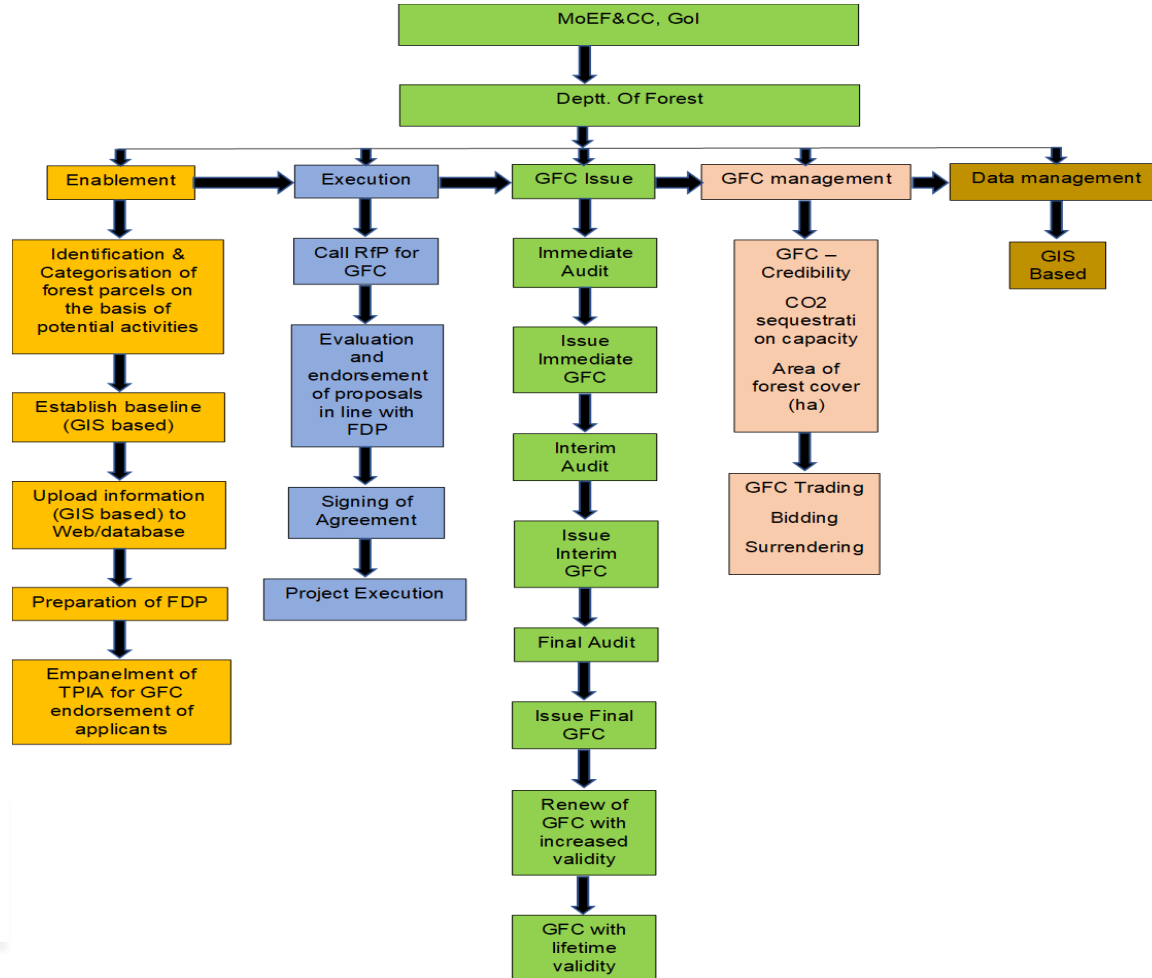 MoEF&CC, GoI
Deptt. Of Forest
Enablement
Execution
GFC Issue
GFC management
Data management
Identification &
Categorisation of
forest parcels on
the basis of
potential activities
Establish baseline
(GIS based)
Upload information
(GIS based) to
Web/database
Preparation of FDP
Empanelment of
TPIA for GFC
endorsement of
applicants
Call RfP for
GFC
Evaluation and
endorsement
of proposals
in line with
FDP
Signing of
Agreement
Project Execution
Immediate
Audit
Issue
Immediate
GFC
Interim
Audit
Issue
Interim
GFC
Final Audit
Issue Final
GFC
Renew of
GFC with
increased
validity
GFC with
lifetime
validity
GFC –
Credibility
CO2
sequestrati
on capacity
Area of
forest cover
(ha)
GFC Trading
Bidding
Surrendering
GIS
Based